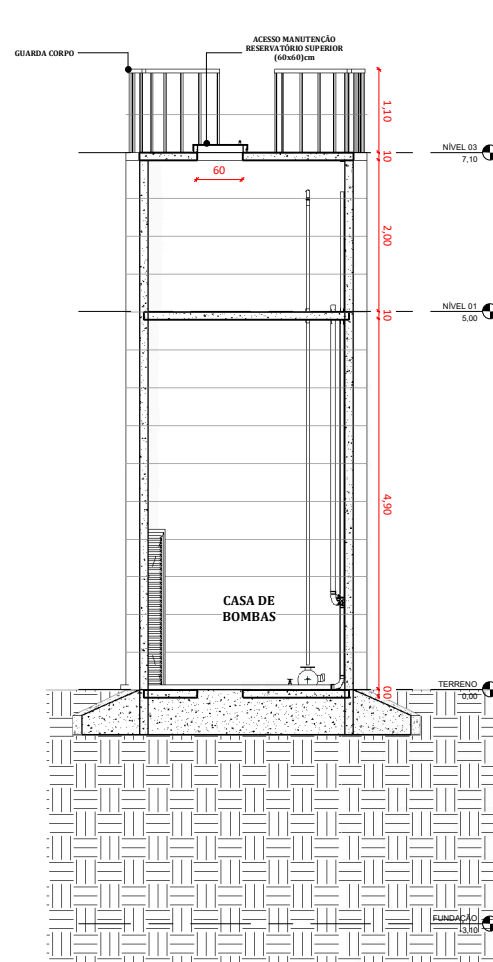 ACESSO MANUTENÇÃO
RESERVATÓRIO SUPERIOR
(60x60)cm
GUARDA CORPO
1,10
NÍVEL 03
7,10
10
60
2,00
NÍVEL 01
5,00
10
4,90
CASA DE
BOMBAS
TERRENO
0,00
FUNDAÇÃO
-3,10